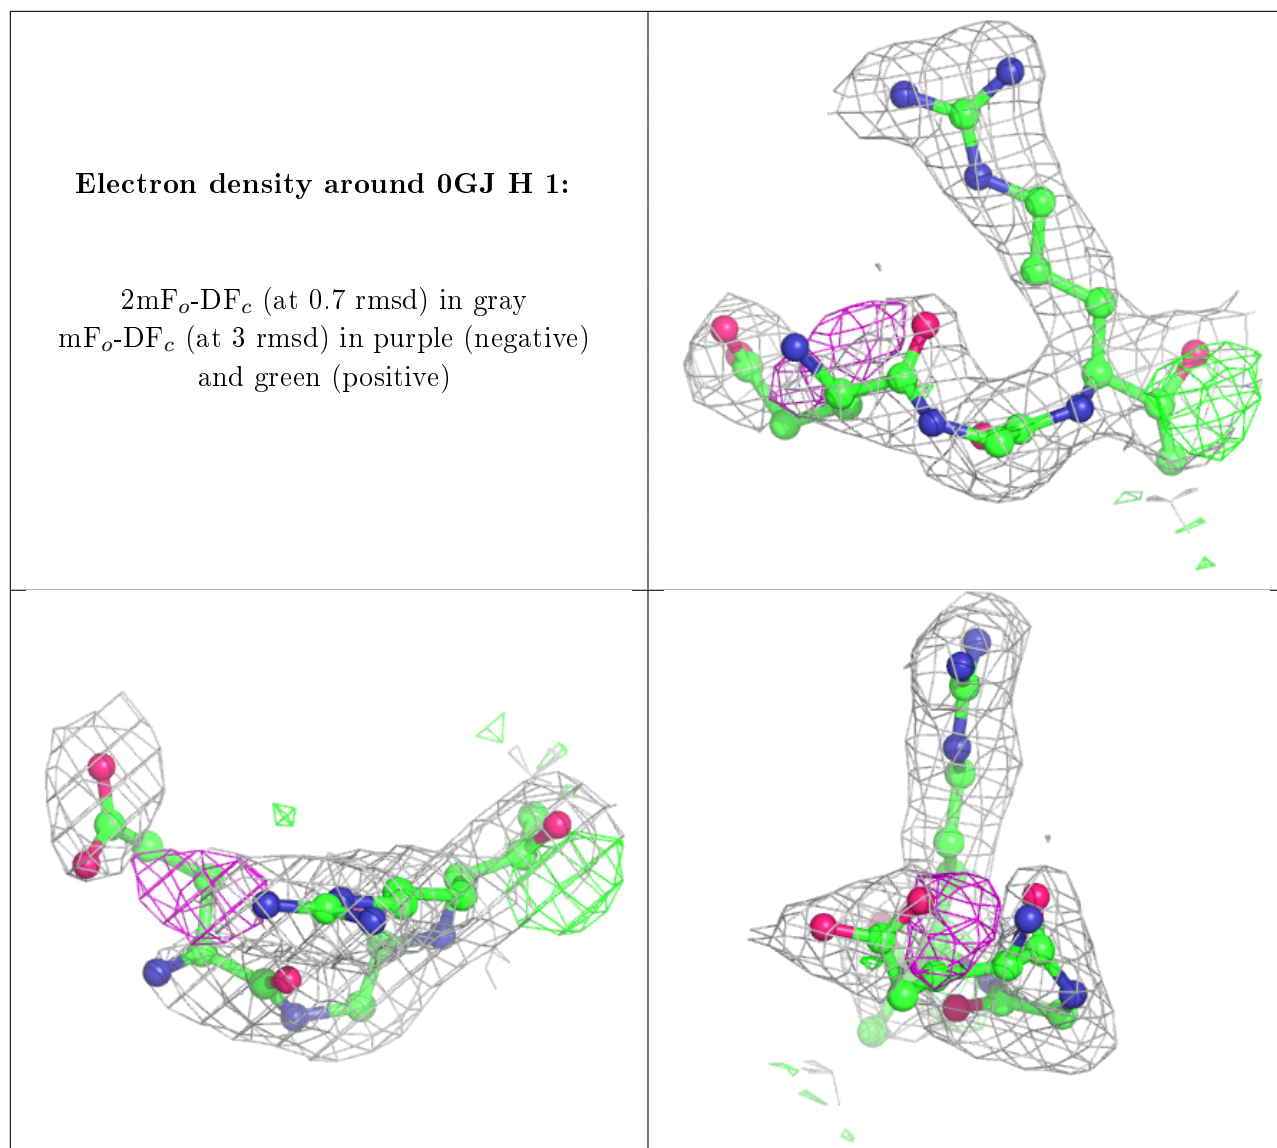 Electron density around 0GJ H 1:
2mFo-DFc (at 0.7 rmsd) in gray
mFo-DFc (at 3 rmsd) in purple (negative)
and green (positive)